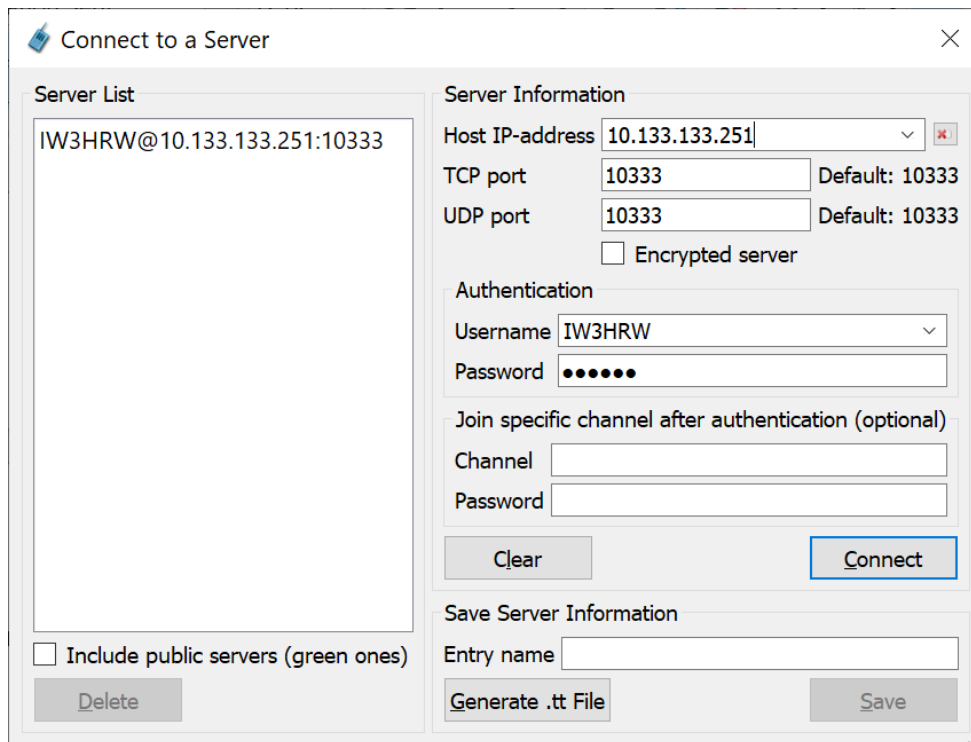 Connect to a Server
Server List
IW3HRW@10.133.133.251:10333
Include public servers (green ones)
Delete
Server Information
Host IP-address 10.133.133.251
TCP port 10333 Default: 10333
UDP port 10333 Default: 10333
Encrypted server
Authentication
Username IW3HRW
Password ●●●●●●
Join specific channel after authentication (optional)
Channel
Password
Clear Connect
Save Server Information
Entry name
Generate .tt File Save